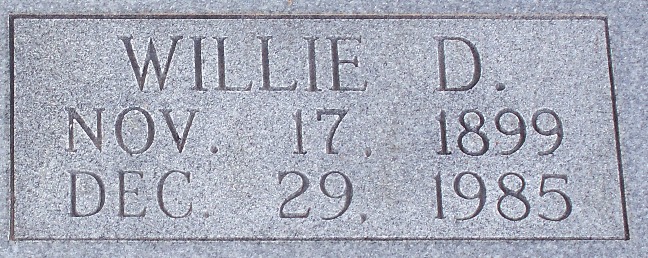 WILLIE D.
NOV. 17, 1899
DEC. 29, 1985